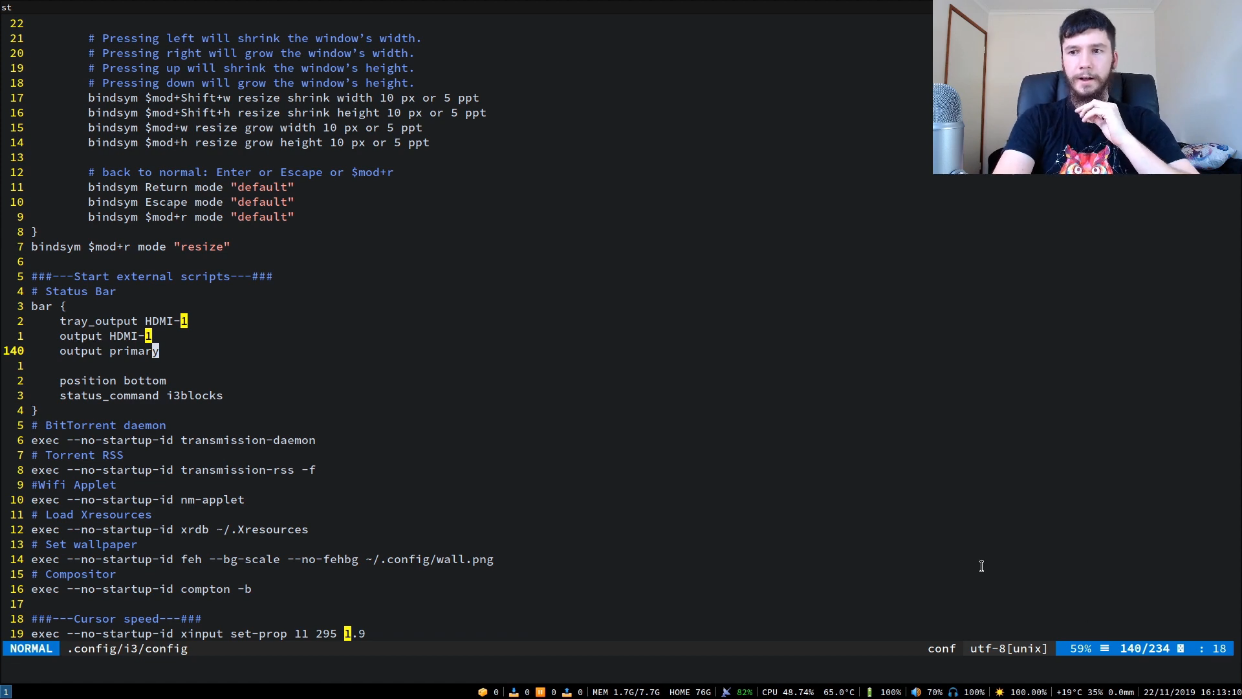 st
22
21 # Pressing left will shrink the window's width.
20 # Pressing right will grow the window's width.
19 # Pressing up will shrink the window's height.
18 # Pressing down will grow the window's height.
17 bindsym $mod+Shift+w resize shrink width 10 px or 5 ppt
16 bindsym $mod+Shift+h resize shrink height 10 px or 5 ppt
15 bindsym $mod+w resize grow width 10 px or 5 ppt
14 bindsym $mod+h resize grow height 10 px or 5 ppt
13
12 # back to normal: Enter or Escape or $mod+r
11 bindsym Return mode "default"
10 bindsym Escape mode "default"
9 bindsym $mod+r mode "default"
8 }
7 bindsym $mod+r mode "resize"
6
5 ###---Start external scripts---###
4 # Status Bar
3 bar {
2 tray_output HDMI-1
1 output HDMI-1
140 output primary
1
2 position bottom
3 status_command i3blocks
4 }
5 # BitTorrent daemon
6 exec --no-startup-id transmission-daemon
7 # Torrent RSS
8 exec --no-startup-id transmission-rss -f
9 #Wifi Applet
10 exec --no-startup-id nm-applet
11 # Load Xresources
12 exec --no-startup-id xrdb ~/.Xresources
13 # Set wallpaper
14 exec --no-startup-id feh --bg-scale --no-fehbg ~/.config/wall.png
15 # Compositor
16 exec --no-startup-id compton -b
17
18 ###---Cursor speed---###
19 exec --no-startup-id xinput set-prop 11 295 1.9
NORMAL .config/i3/config conf utf-8[unix] 59% 140/234 : 18
1 0 0 0 0 MEM 1.7G/7.7G HOME 76G 82% CPU 48.74% 65.0°C 100% 70% 100% 100.00% +19°C 35% 0.0mm 22/11/2019 16:13:10